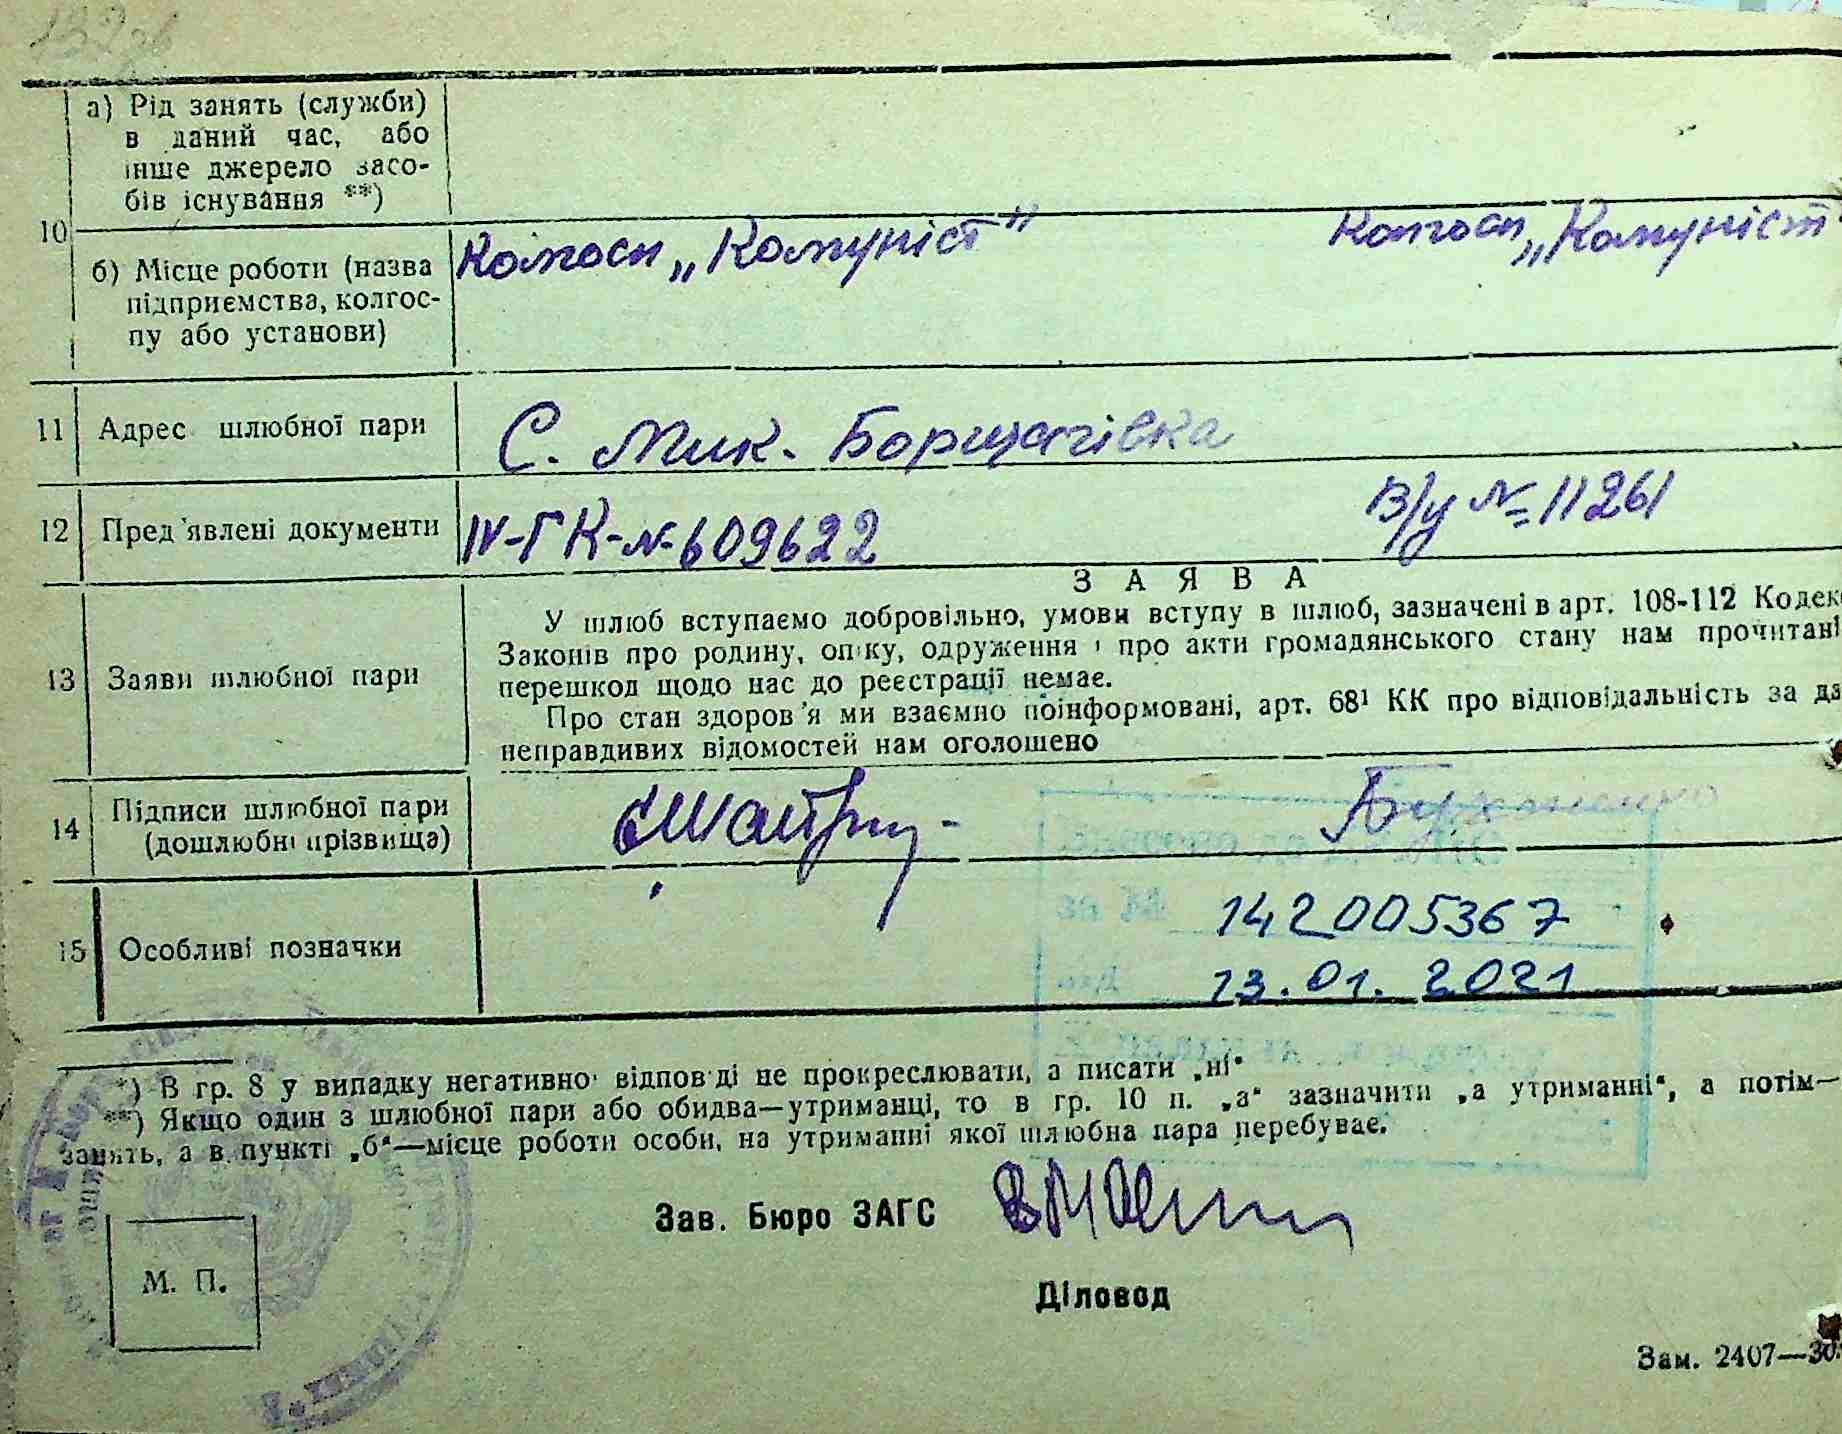 132 зв
а) Рід занять (служби)
в даний час, або
інше джерело засо-
бів існування **)
10
б) Місце роботи (назва
підприємства, колгос-
пу або установи)
Колгосп „Комуніст"
Колгосп „Комуніст
11 Адрес шлюбної пари
С. Мик. Борщагівка
12 Пред'явлені документи
IV-ГК-№609622
В/у №11261
ЗАЯВА
13 Заяви шлюбної пари
У шлюб вступаємо добровільно, умови вступу в шлюб, зазначені в арт. 108-112 Кодек
Законів про родину, опіку, одруження і про акти громадянського стану нам прочитані
перешкод щодо нас до реєстрації немає.
Про стан здоров'я ми взаємно поінформовані, арт. 68¹ КК про відповідальність за да
неправдивих відомостей нам оголошено
14 Підписи шлюбної пари
(дошлюбні прізвища)
15 Особливі позначки
за №
142005367
13.01.2021
*) В гр. 8 у випадку негативної відповіді не прокреслювати, а писати „ні"
**) Якщо один з шлюбної пари або обидва—утриманці, то в гр. 10 п. „а" зазначити „а утриманні", а потім—
занять, а в пункті „б"—місце роботи особи, на утриманні якої шлюбна пара перебуває.
Зав. Бюро ЗАГС
М. П.
Діловод
Зам. 2407—30